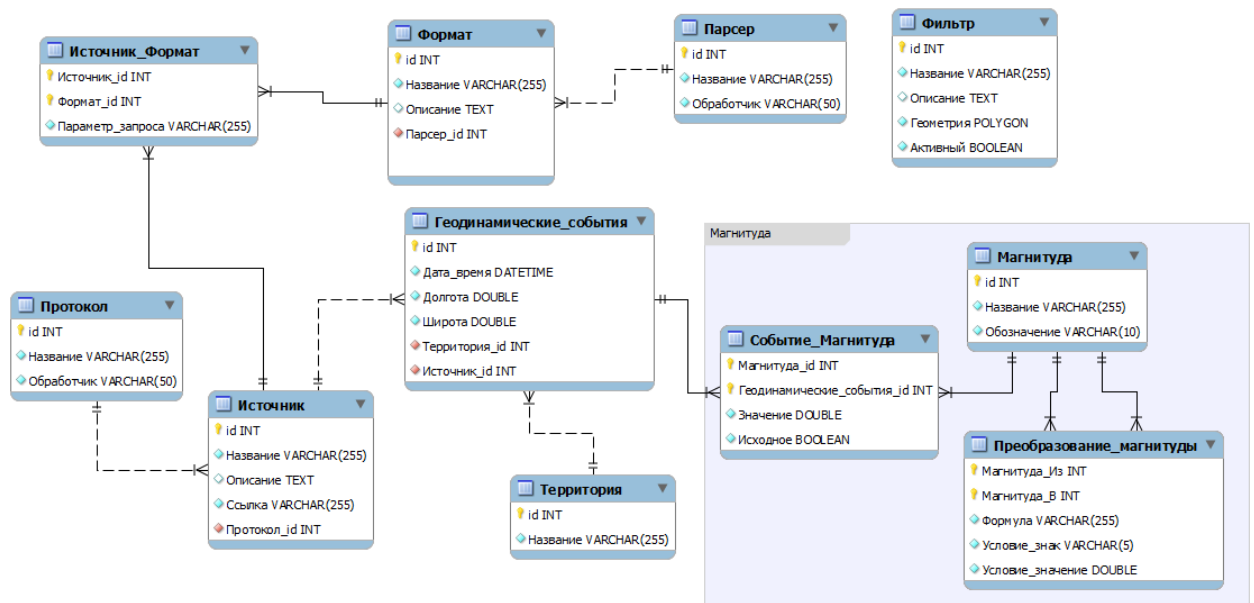 Источник_Формат
Источник_id INT
Формат_id INT
Параметр_запроса VARCHAR(255)
Формат
id INT
Название VARCHAR(255)
Описание TEXT
Парсер_id INT
Парсер
id INT
Название VARCHAR(255)
Обработчик VARCHAR(50)
Фильтр
id INT
Название VARCHAR(255)
Описание TEXT
Геометрия POLYGON
Активный BOOLEAN
Геодинамические_события
id INT
Дата_время DATETIME
Долгота DOUBLE
Широта DOUBLE
Территория_id INT
Источник_id INT
Магнитуда
Магнитуда
id INT
Название VARCHAR(255)
Обозначение VARCHAR(10)
Событие_Магнитуда
Магнитуда_id INT
Геодинамические_события_id INT
Значение DOUBLE
Исходное BOOLEAN
Протокол
id INT
Название VARCHAR(255)
Обработчик VARCHAR(50)
Источник
id INT
Название VARCHAR(255)
Описание TEXT
Ссылка VARCHAR(255)
Протокол_id INT
Территория
id INT
Название VARCHAR(255)
Преобразование_магнитуды
Магнитуда_Из INT
Магнитуда_В INT
Формула VARCHAR(255)
Условие_знак VARCHAR(5)
Условие_значение DOUBLE